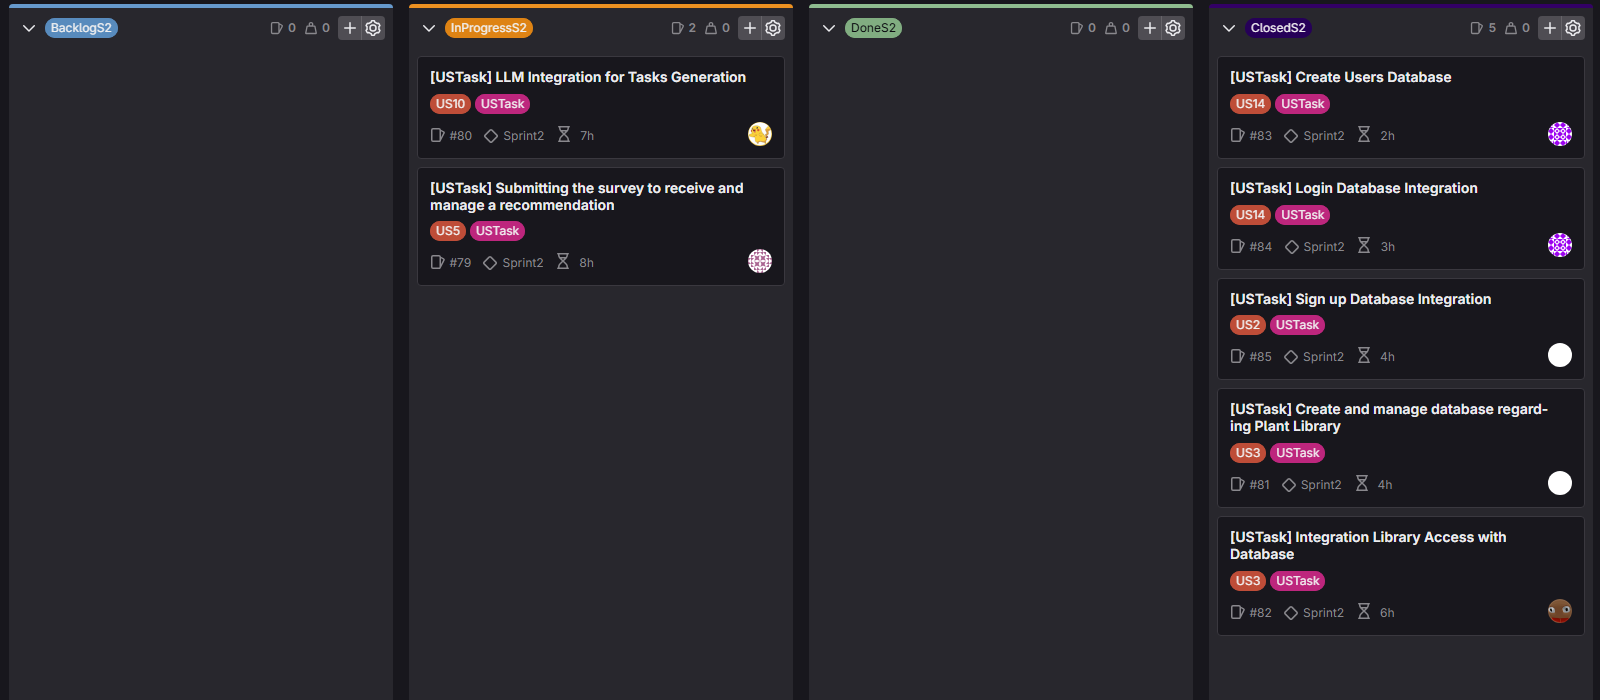 BacklogS2 0 0
InProgressS2 2 0
[USTask] LLM Integration for Tasks Generation
US10 USTask
#80 Sprint2 7h
[USTask] Submitting the survey to receive and
manage a recommendation
US5 USTask
#79 Sprint2 8h
DoneS2 0 0
ClosedS2 5 0
[USTask] Create Users Database
US14 USTask
#83 Sprint2 2h
[USTask] Login Database Integration
US14 USTask
#84 Sprint2 3h
[USTask] Sign up Database Integration
US2 USTask
#85 Sprint2 4h
[USTask] Create and manage database regard-
ing Plant Library
US3 USTask
#81 Sprint2 4h
[USTask] Integration Library Access with
Database
US3 USTask
#82 Sprint2 6h